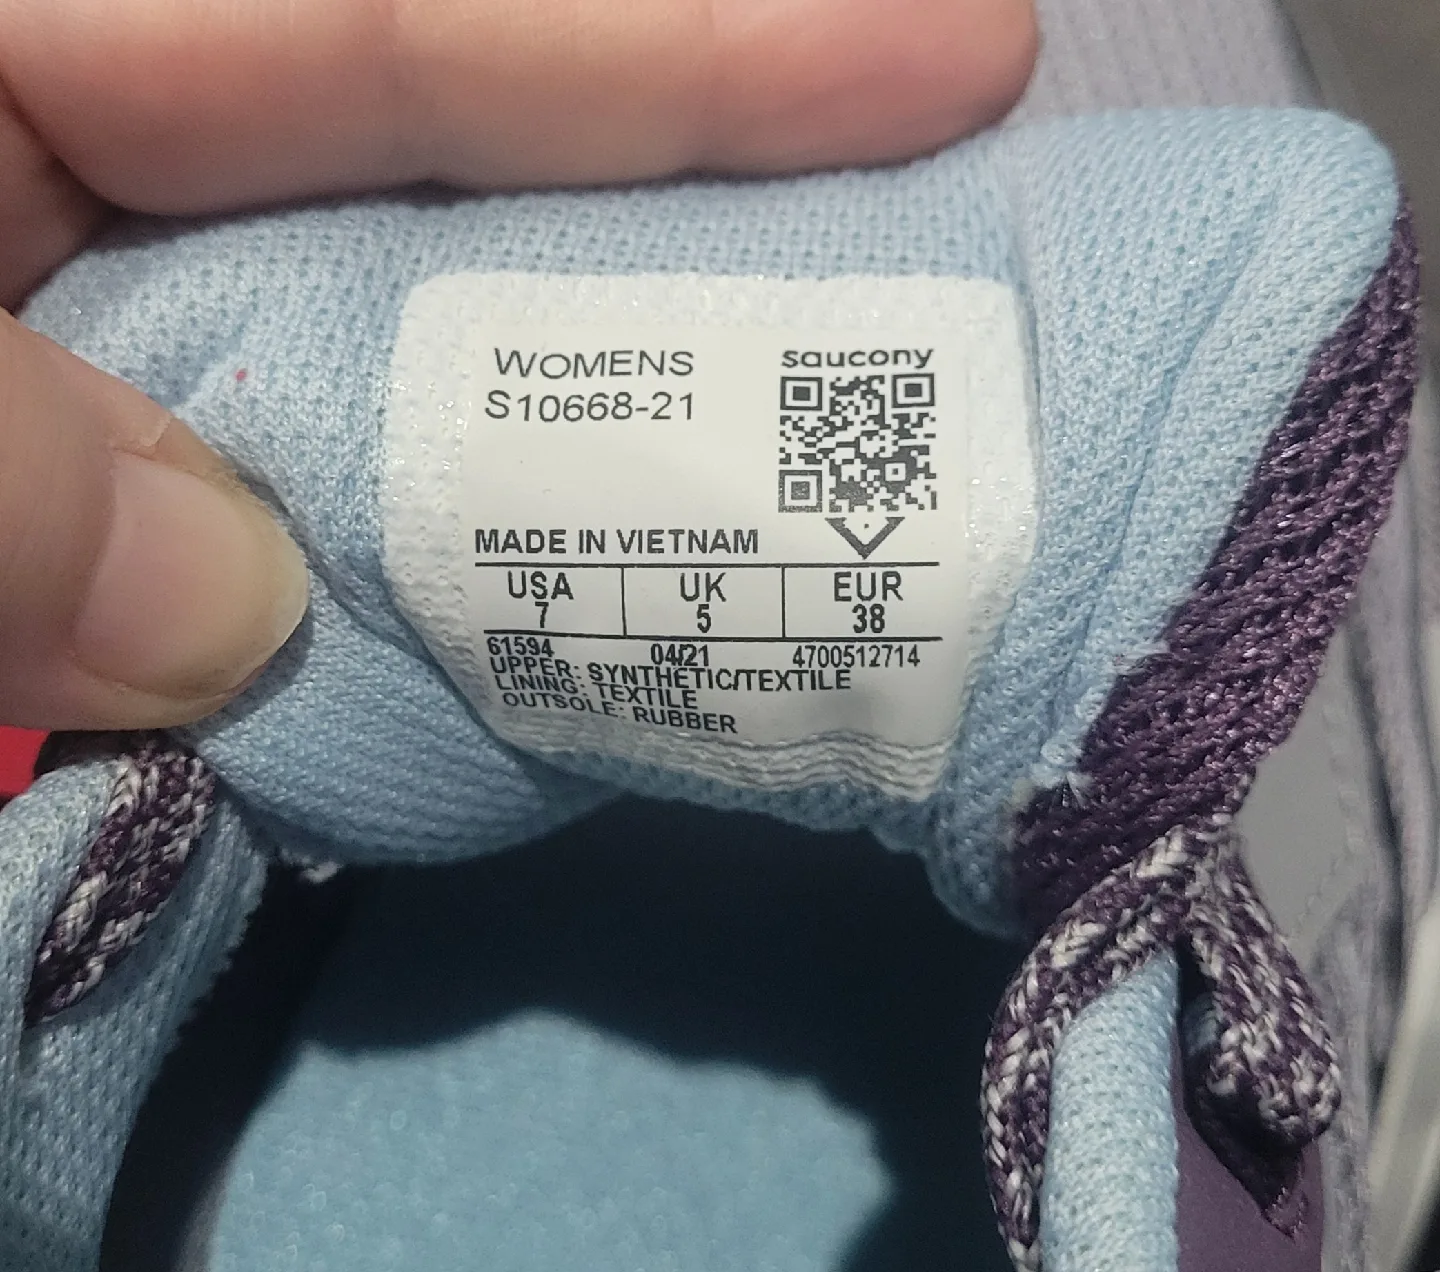 WOMENS
S10668-21
saucony
MADE IN VIETNAM
USA UK EUR
7 5 38
61594 04/21 4700512714
UPPER: SYNTHETIC/TEXTILE
LINING: TEXTILE
OUTSOLE: RUBBER